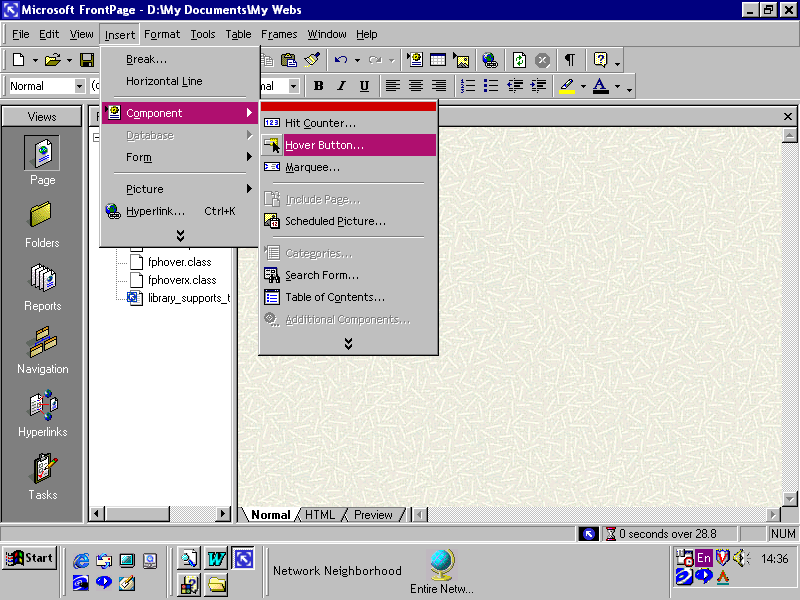 Microsoft FrontPage - D:\My Documents\My Webs
File Edit View Insert Format Tools Table Frames Window Help
Normal
Normal
B I U A
Views
Break...
Horizontal Line
Component
Database
Form
Picture
Hyperlink... Ctrl+K
Hit Counter...
Hover Button...
Marquee...
Include Page...
Scheduled Picture...
Categories...
Search Form...
Table of Contents...
Additional Components...
Page
Folders
Reports
Navigation
Hyperlinks
Tasks
fphover.class
fphoverx.class
library_supports_t
Normal HTML Preview
0 seconds over 28.8 NUM
Start
Network Neighborhood
Entire Netw...
En
14:36